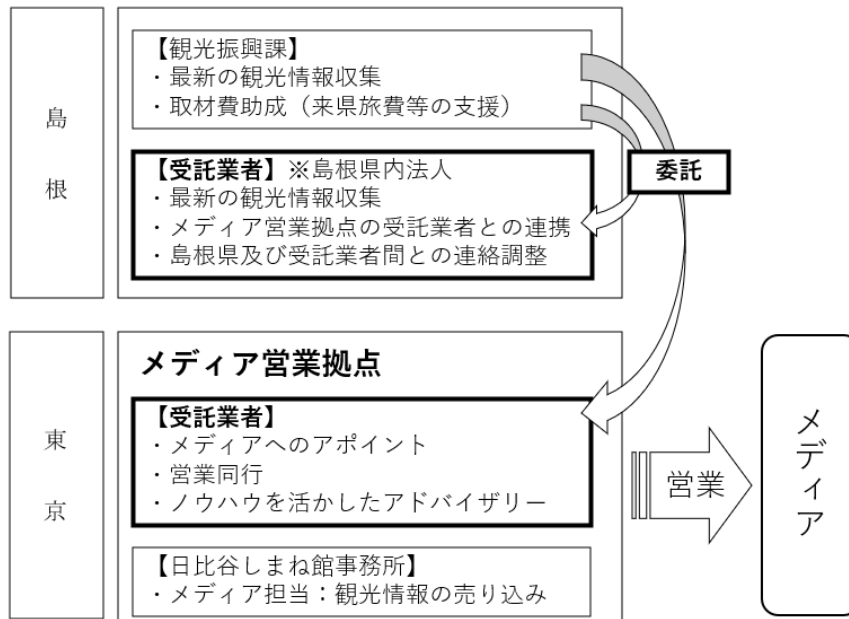 島根
【観光振興課】
・最新の観光情報収集
・取材費助成（来県旅費等の支援）
【受託業者】※島根県内法人
・最新の観光情報収集
・メディア営業拠点の受託業者との連携
・島根県及び受託業者間との連絡調整
委託
東京
メディア営業拠点
【受託業者】
・メディアへのアポイント
・営業同行
・ノウハウを活かしたアドバイザリー
【日比谷しまね館事務所】
・メディア担当：観光情報の売り込み
営業
メディア